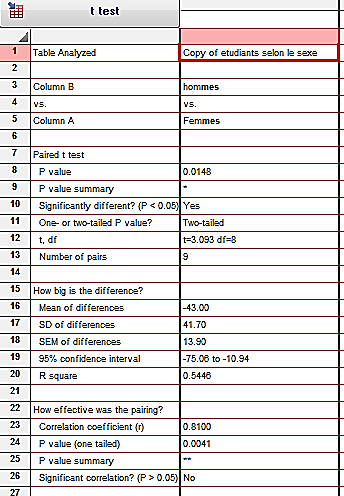 t test
1 Table Analyzed Copy of etudiants selon le sexe
2
3 Column B hommes
4 vs. vs.
5 Column A Femmes
6
7 Paired t test
8 P value 0.0148
9 P value summary *
10 Significantly different? (P < 0.05) Yes
11 One- or two-tailed P value? Two-tailed
12 t, df t=3.093 df=8
13 Number of pairs 9
14
15 How big is the difference?
16 Mean of differences -43.00
17 SD of differences 41.70
18 SEM of differences 13.90
19 95% confidence interval -75.06 to -10.94
20 R square 0.5446
21
22 How effective was the pairing?
23 Correlation coefficient (r) 0.8100
24 P value (one tailed) 0.0041
25 P value summary **
26 Significant correlation? (P > 0.05) No
27